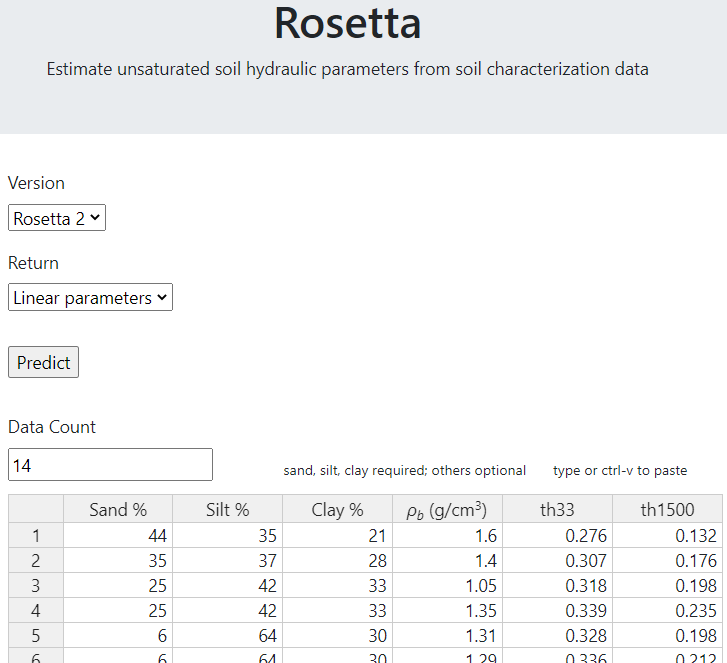 Rosetta
Estimate unsaturated soil hydraulic parameters from soil characterization data
Version
Rosetta 2
Return
Linear parameters
Predict
Data Count
14
sand, silt, clay required; others optional type or ctrl-v to paste
Sand % Silt % Clay % ρb (g/cm³) th33 th1500
1 44 35 21 1.6 0.276 0.132
2 35 37 28 1.4 0.307 0.176
3 25 42 33 1.05 0.318 0.198
4 25 42 33 1.35 0.339 0.235
5 6 64 30 1.31 0.328 0.198
6 6 64 30 1.29 0.336 0.212